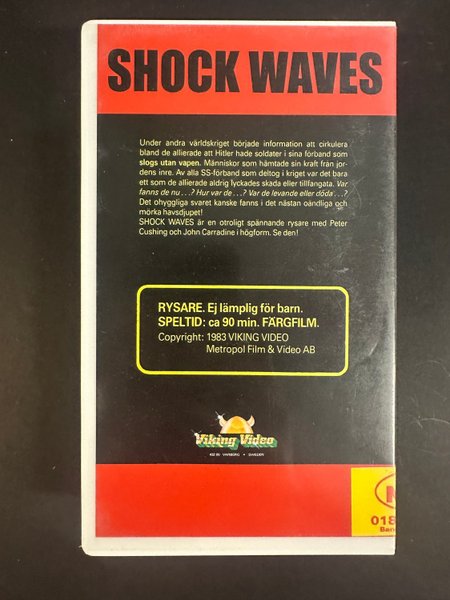 SHOCK WAVES
Under andra världskriget började information att cirkulera
bland de allierade att Hitler hade soldater i sina förband som
slogs utan vapen. Människor som hämtade sin kraft från jor-
dens inre. Av alla SS-förband som deltog i kriget var det bara
ett som de allierade aldrig lyckades skada eller tillfångata. Var
fanns de nu...? Hur var de...? Var de levande eller döda...?
Det ohyggliga svaret kanske fanns i det nästan oändliga och
mörka havsdjupet!
SHOCK WAVES är en otroligt spännande rysare med Peter
Cushing och John Carradine i högform. Se den!
RYSARE. Ej lämplig för barn.
SPELTID: ca 90 min. FÄRGFILM.
Copyright: 1983 VIKING VIDEO
Metropol Film & Video AB
Viking Video
VARBERG • SWEDEN
018
Ban